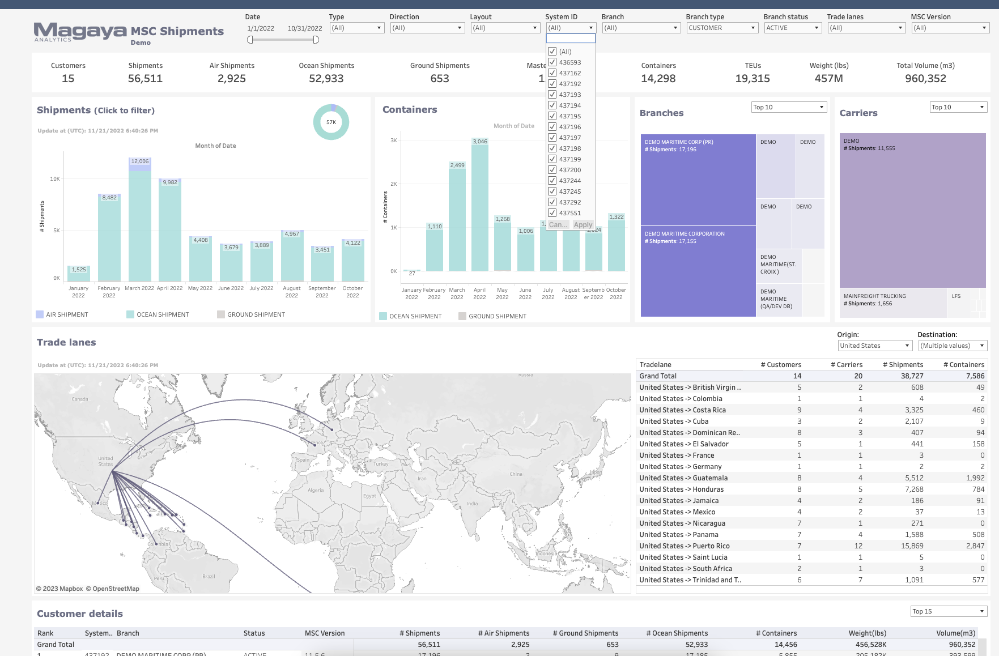 Magaya
ANALYTICS
MSC Shipments
Demo
Date
1/1/2022 10/31/2022
Type
(All)
Direction
(All)
Layout
(All)
System ID
(All)
Branch
(All)
Branch type
CUSTOMER
Branch status
ACTIVE
Trade lanes
(All)
MSC Version
(All)
(All)
436593
437162
437192
437193
437194
437195
437196
437197
437198
437199
437200
437244
437245
437292
437551
Can... Apply
Customers
15
Shipments
56,511
Air Shipments
2,925
Ocean Shipments
52,933
Ground Shipments
653
Containers
14,298
TEUs
19,315
Weight (lbs)
457M
Total Volume (m3)
960,352
Shipments (Click to filter)
57K
Update at (UTC): 11/21/2022 6:40:26 PM
Month of Date
# Shipments
10K
5K
0K
1,525
8,482
12,006
9,982
4,408
3,679
3,889
4,967
3,451
4,122
January 2022
February 2022
March 2022
April 2022
May 2022
June 2022
July 2022
August 2022
September 2022
October 2022
AIR SHIPMENT
OCEAN SHIPMENT
GROUND SHIPMENT
Containers
Month of Date
# Containers
3K
2K
1K
0K
27
1,110
2,499
3,046
1,268
1,006
1,322
January 2022
February 2022
March 2022
April 2022
May 2022
June 2022
July 2022
August 2022
Septemb er 2022
October 2022
OCEAN SHIPMENT
GROUND SHIPMENT
Branches
Top 10
DEMO MARITIME CORP (PR)
# Shipments: 17,196
DEMO MARITIME CORPORATION
# Shipments: 17,155
DEMO
DEMO
DEMO
DEMO
DEMO
MARITIME(ST.
CROIX )
DEMO
MARITIME
(QA/DEV DB)
Carriers
Top 10
DEMO
# Shipments: 11,555
MAINFREIGHT TRUCKING
# Shipments: 1,656
LFS
Trade lanes
Update at (UTC): 11/21/2022 6:40:26 PM
Origin:
United States
Destination:
(Multiple values)
Russia
Canada
United States
France
Spain
Turkey
China
Japan
Iran
Algeria
Egypt
India
Indonesia
Brazil
Peru
© 2023 Mapbox © OpenStreetMap
Tradelane # Customers # Carriers # Shipments # Containers
Grand Total 14 20 38,727 7,586
United States -> British Virgin .. 5 2 608 49
United States -> Colombia 1 1 4 2
United States -> Costa Rica 9 4 3,325 460
United States -> Cuba 3 2 2,107 9
United States -> Dominican Re.. 8 3 407 94
United States -> El Salvador 5 1 441 158
United States -> France 1 1 3 0
United States -> Germany 1 1 2 2
United States -> Guatemala 8 4 5,512 1,992
United States -> Honduras 8 5 7,268 784
United States -> Jamaica 4 2 186 91
United States -> Mexico 4 2 37 13
United States -> Nicaragua 7 1 271 0
United States -> Panama 7 4 1,588 508
United States -> Puerto Rico 7 12 15,869 2,847
United States -> Saint Lucia 1 1 5 0
United States -> South Africa 2 1 3 0
United States -> Trinidad and T.. 6 7 1,091 577
Customer details
Top 15
Rank System.. Branch Status MSC Version # Shipments # Air Shipments # Ground Shipments # Ocean Shipments # Containers Weight(lbs) Volume(m3)
Grand Total 56,511 2,925 653 52,933 14,456 456,528K 960,352
1 437192 DEMO MARITIME CORP (PR) ACTIVE 11.5.6 17,196 2 9 17,185 5,855 205,182K 393,599